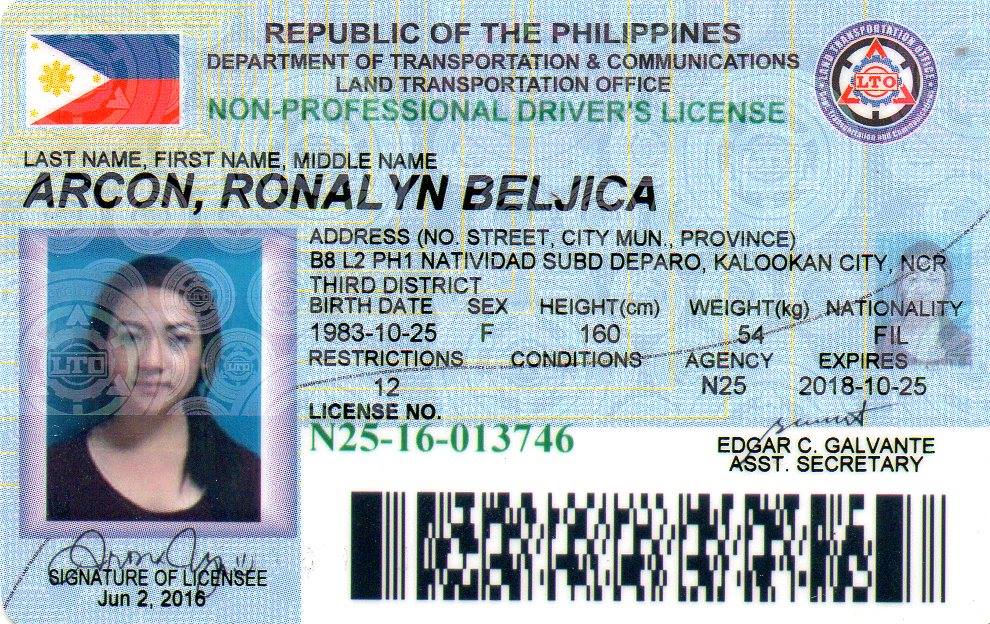 REPUBLIC OF THE PHILIPPINES
DEPARTMENT OF TRANSPORTATION & COMMUNICATIONS
LAND TRANSPORTATION OFFICE
NON-PROFESSIONAL DRIVER'S LICENSE
LTO
LAST NAME, FIRST NAME, MIDDLE NAME
ARCON, RONALYN BELJICA
ADDRESS (NO. STREET, CITY MUN., PROVINCE)
B8 L2 PH1 NATIVIDAD SUBD DEPARO, KALOOKAN CITY, NCR
THIRD DISTRICT
BIRTH DATE SEX HEIGHT(cm) WEIGHT(kg) NATIONALITY
1983-10-25 F 160 54 FIL
RESTRICTIONS CONDITIONS AGENCY EXPIRES
12 N25 2018-10-25
LICENSE NO.
N25-16-013746
EDGAR C. GALVANTE
ASST. SECRETARY
LTO
SIGNATURE OF LICENSEE
Jun 2, 2016